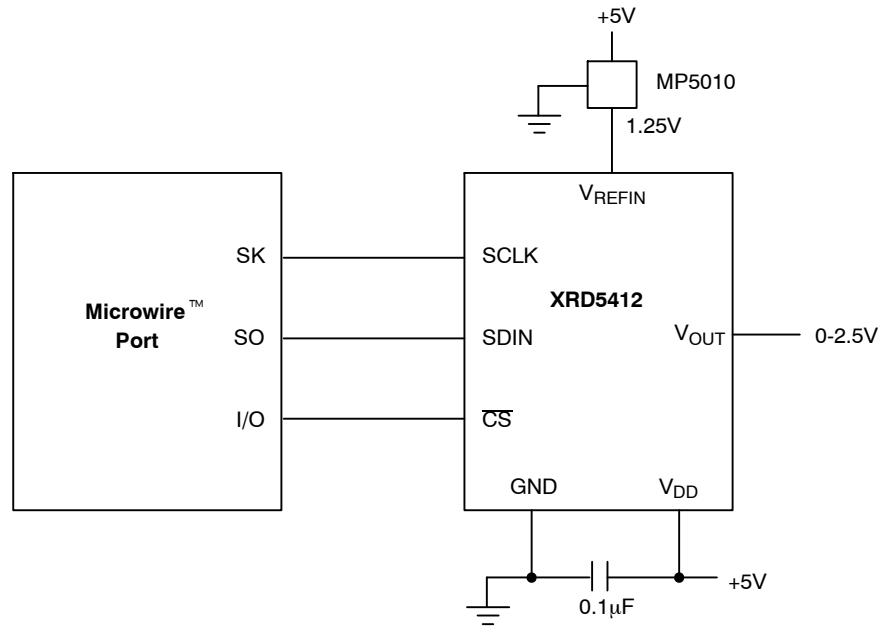 +5V
MP5010
1.25V
VREFIN
SK
SCLK
XRD5412
Microwire™
Port
SO
SDIN
VOUT
0-2.5V
I/O
C̅S̅
GND
VDD
+5V
0.1μF